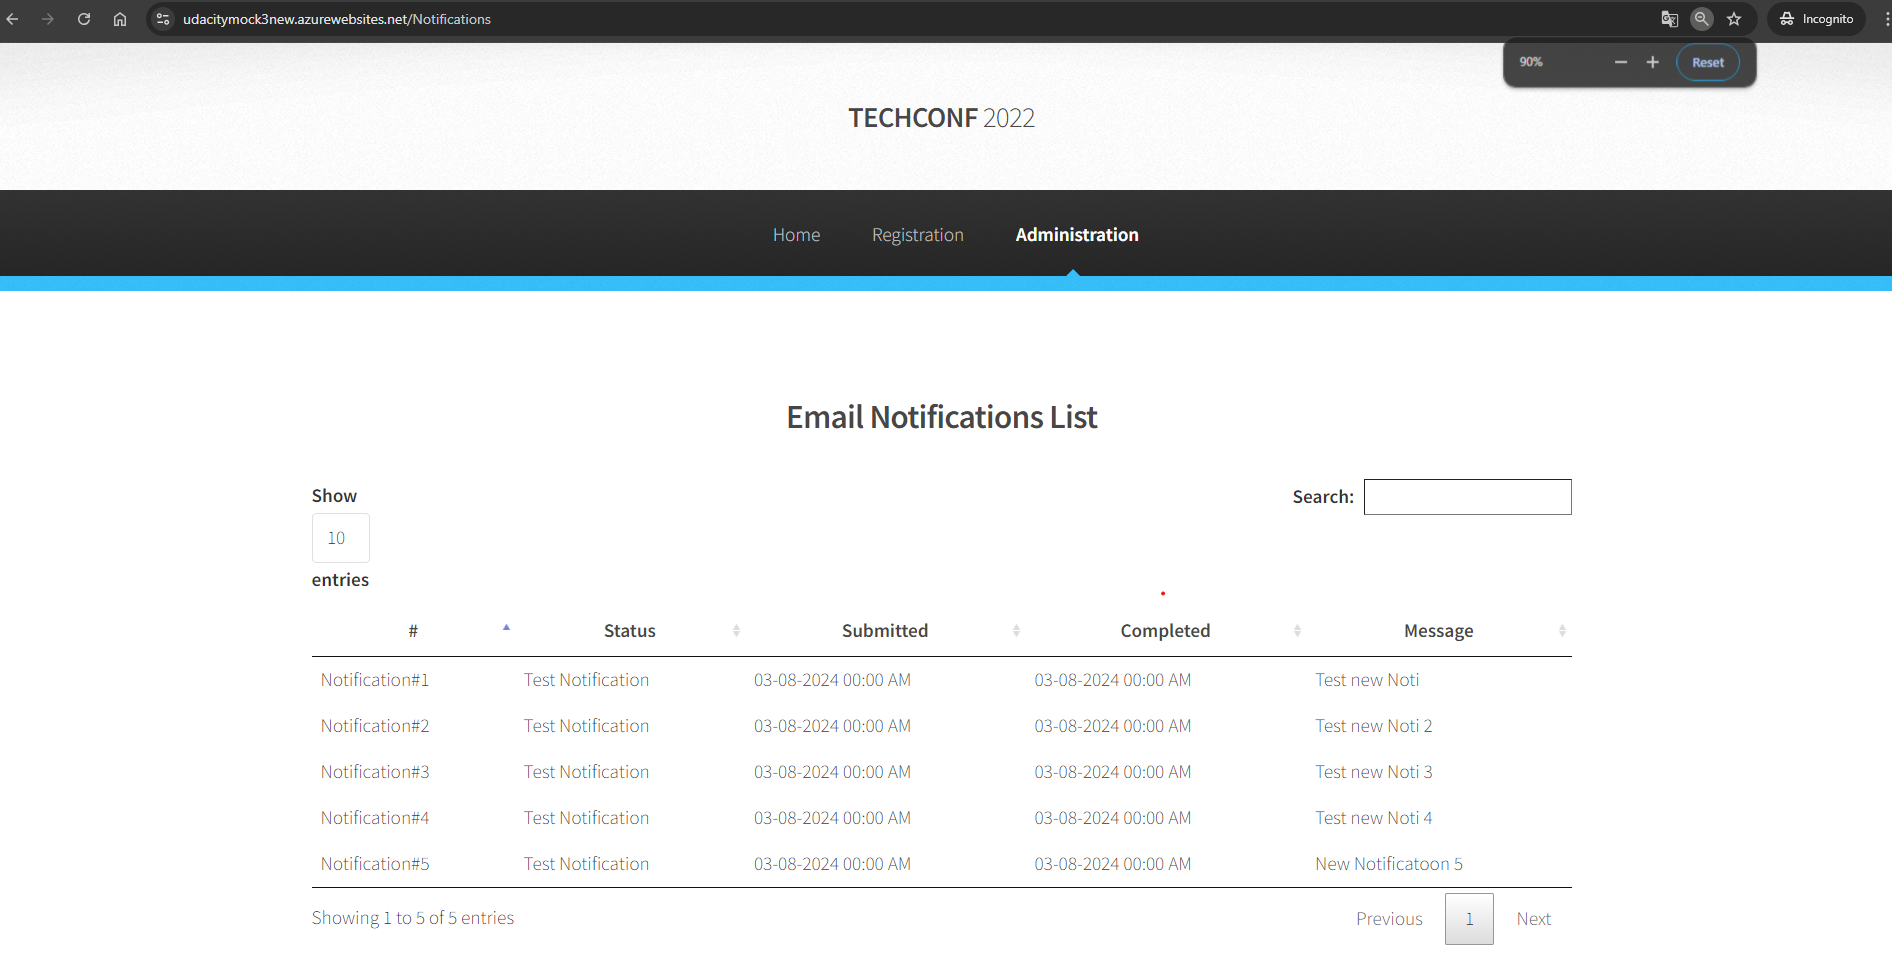 udacitymock3new.azurewebsites.net/Notifications
Incognito
90%
Reset
TECHCONF 2022
Home Registration Administration
Email Notifications List
Show
10
entries
Search:
# Status Submitted Completed Message
Notification#1 Test Notification 03-08-2024 00:00 AM 03-08-2024 00:00 AM Test new Noti
Notification#2 Test Notification 03-08-2024 00:00 AM 03-08-2024 00:00 AM Test new Noti 2
Notification#3 Test Notification 03-08-2024 00:00 AM 03-08-2024 00:00 AM Test new Noti 3
Notification#4 Test Notification 03-08-2024 00:00 AM 03-08-2024 00:00 AM Test new Noti 4
Notification#5 Test Notification 03-08-2024 00:00 AM 03-08-2024 00:00 AM New Notificatoon 5
Showing 1 to 5 of 5 entries
Previous 1 Next